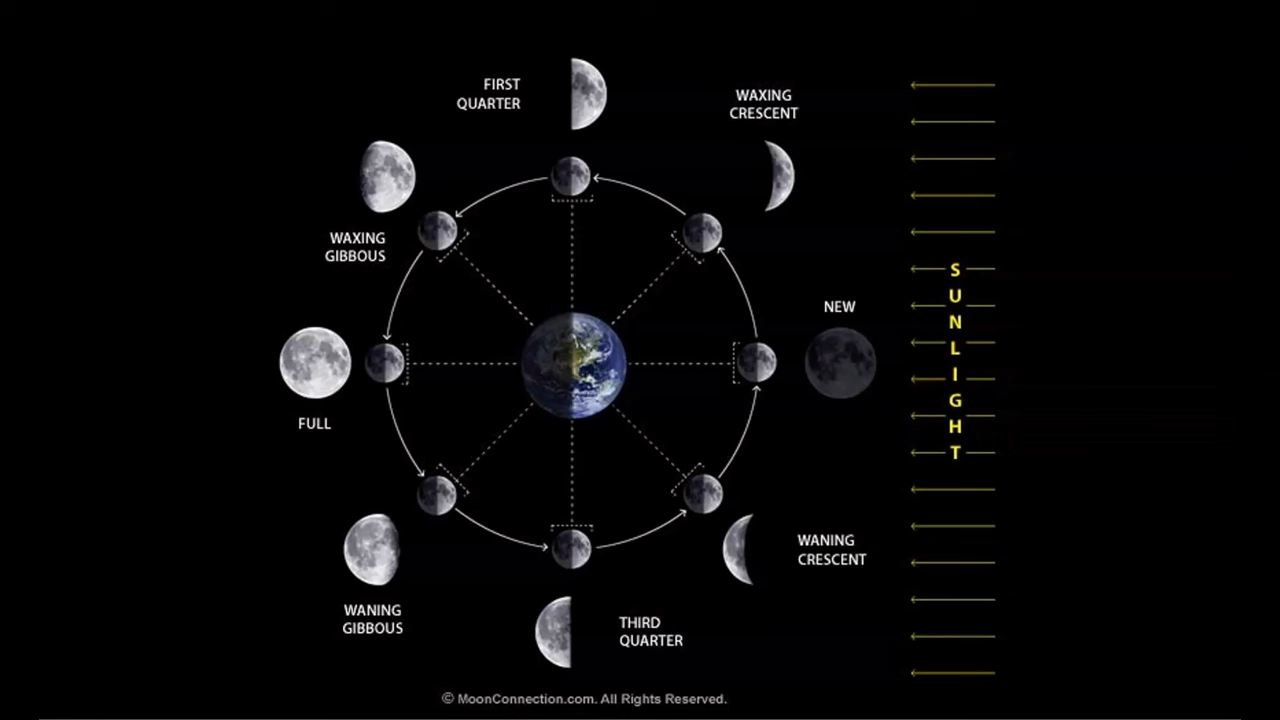 FIRST
QUARTER
WAXING
CRESCENT
WAXING
GIBBOUS
NEW
SUNLIGHT
FULL
WANING
CRESCENT
WANING
GIBBOUS
THIRD
QUARTER
© MoonConnection.com. All Rights Reserved.